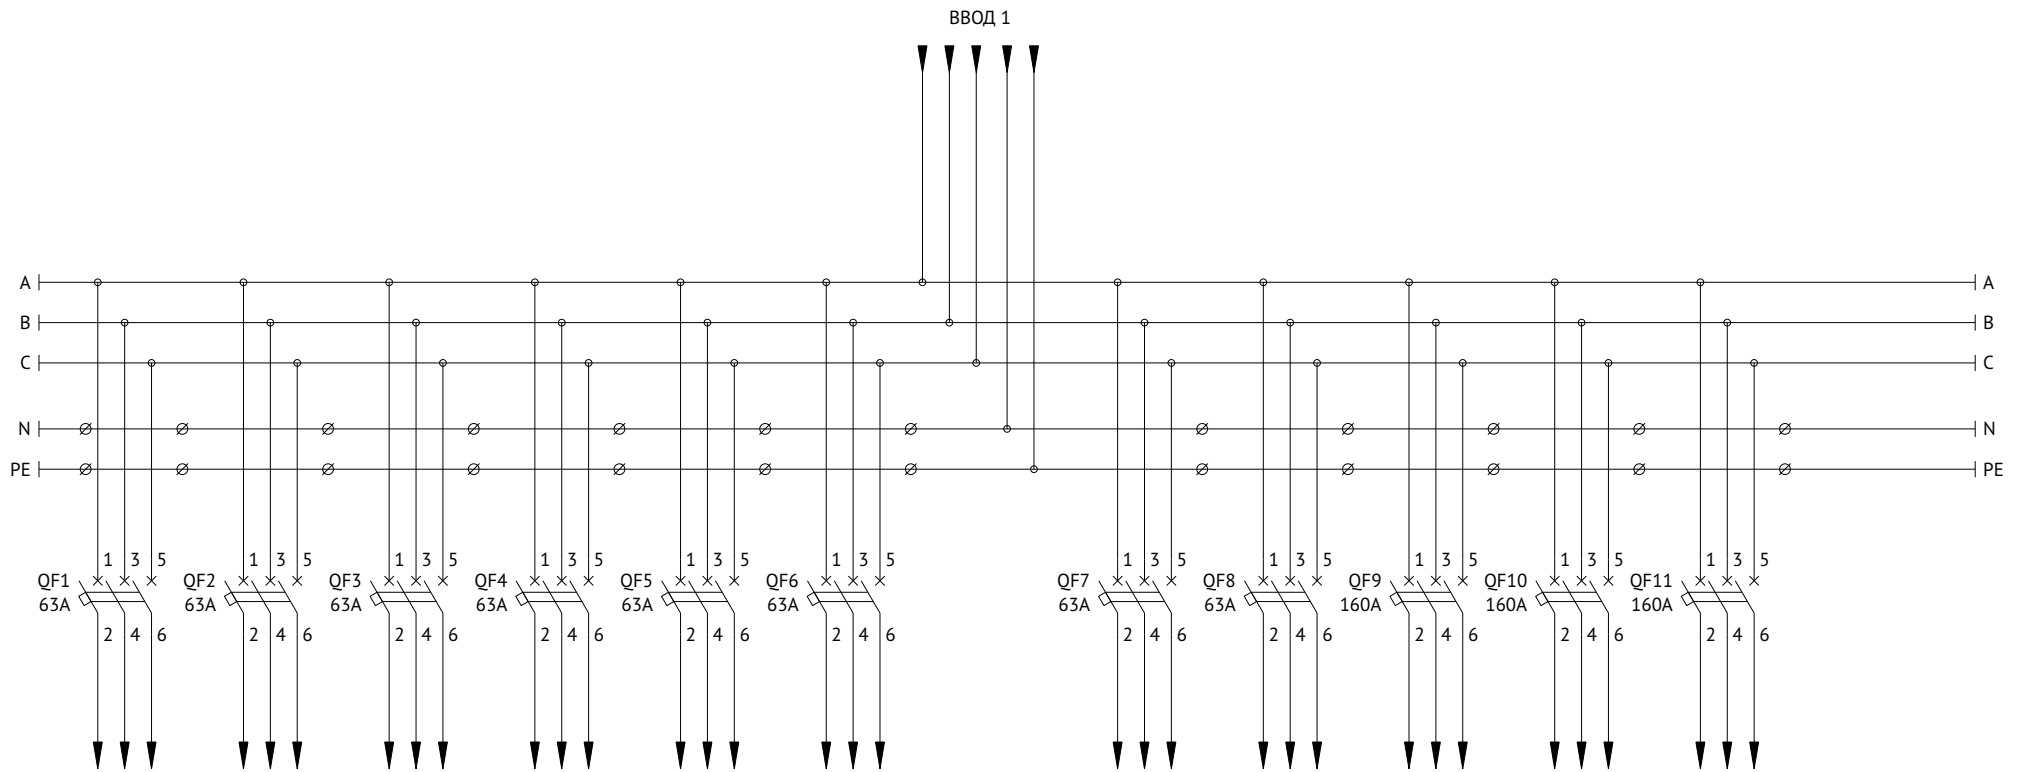 ВВОД 1
A A
B B
C C
N N
PE PE
1 3 5 1 3 5 1 3 5 1 3 5 1 3 5 1 3 5 1 3 5 1 3 5 1 3 5 1 3 5 1 3 5
QF1 QF2 QF3 QF4 QF5 QF6 QF7 QF8 QF9 QF10 QF11
63A 63A 63A 63A 63A 63A 63A 63A 160A 160A 160A
2 4 6 2 4 6 2 4 6 2 4 6 2 4 6 2 4 6 2 4 6 2 4 6 2 4 6 2 4 6 2 4 6